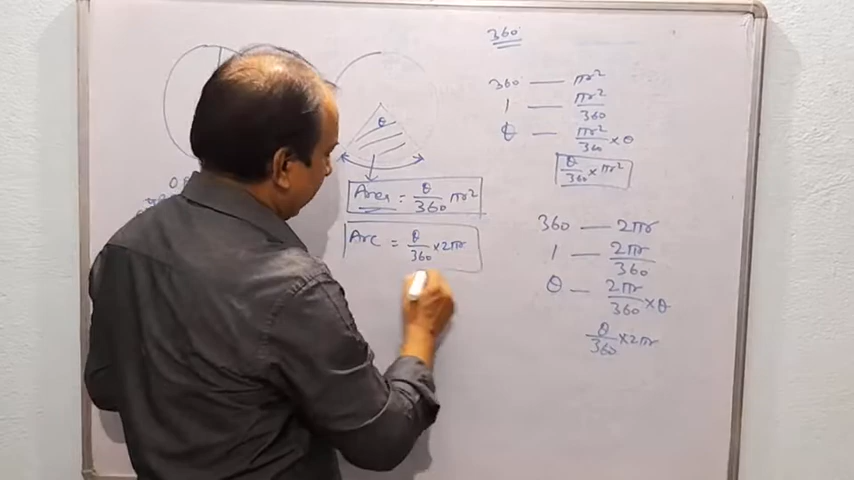 θ
Area = θ/360 πr²
Arc = θ/360 × 2πr
360
360 — πr²
1 — πr²/360
θ — πr²/360 × θ
θ/360 × πr²
360 — 2πr
1 — 2πr/360
θ — 2πr/360 × θ
θ/360 × 2πr